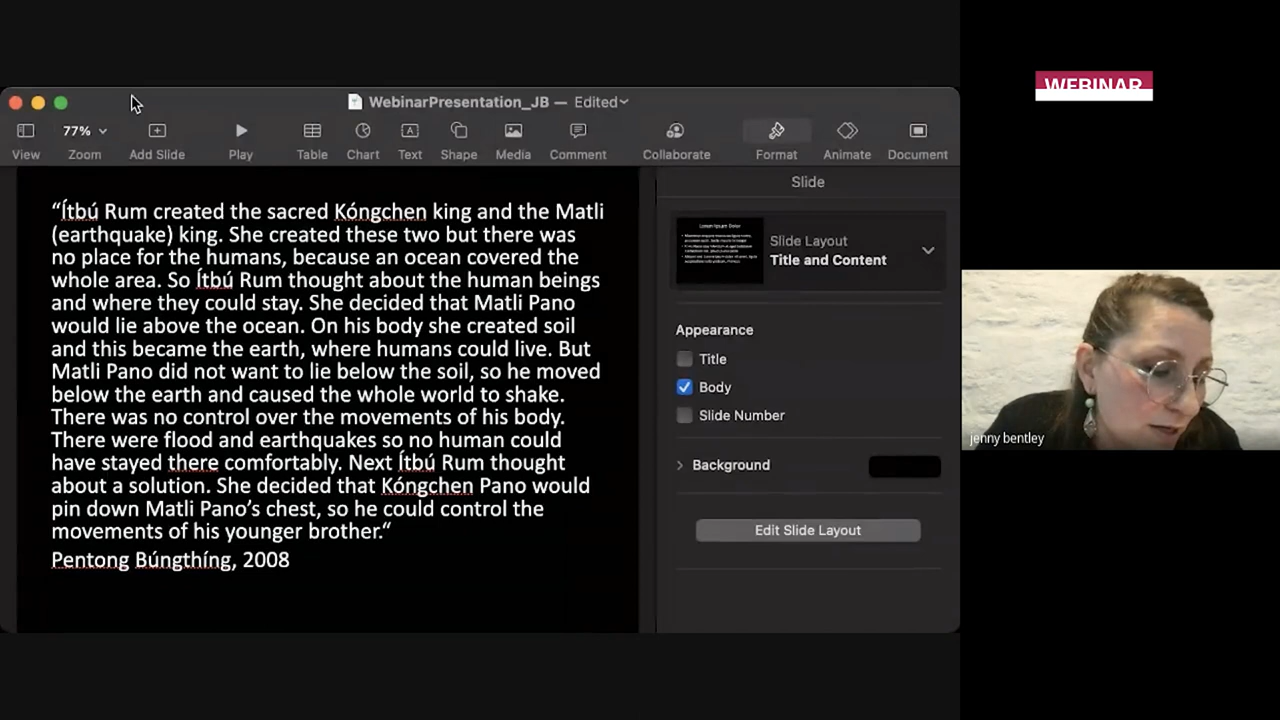 WebinarPresentation_JB — Edited
77%
View
Zoom
Add Slide
Play
Table
Chart
Text
Shape
Media
Comment
Collaborate
Format
Animate
Document
“Ítbú Rum created the sacred Kóngchen king and the Matli
(earthquake) king. She created these two but there was
no place for the humans, because an ocean covered the
whole area. So Ítbú Rum thought about the human beings
and where they could stay. She decided that Matli Pano
would lie above the ocean. On his body she created soil
and this became the earth, where humans could live. But
Matli Pano did not want to lie below the soil, so he moved
below the earth and caused the whole world to shake.
There was no control over the movements of his body.
There were flood and earthquakes so no human could
have stayed there comfortably. Next Ítbú Rum thought
about a solution. She decided that Kóngchen Pano would
pin down Matli Pano’s chest, so he could control the
movements of his younger brother.“
Pentong Búngthíng, 2008
Slide
Slide Layout
Title and Content
Appearance
Title
Body
Slide Number
Background
Edit Slide Layout
WEBINAR
jenny bentley